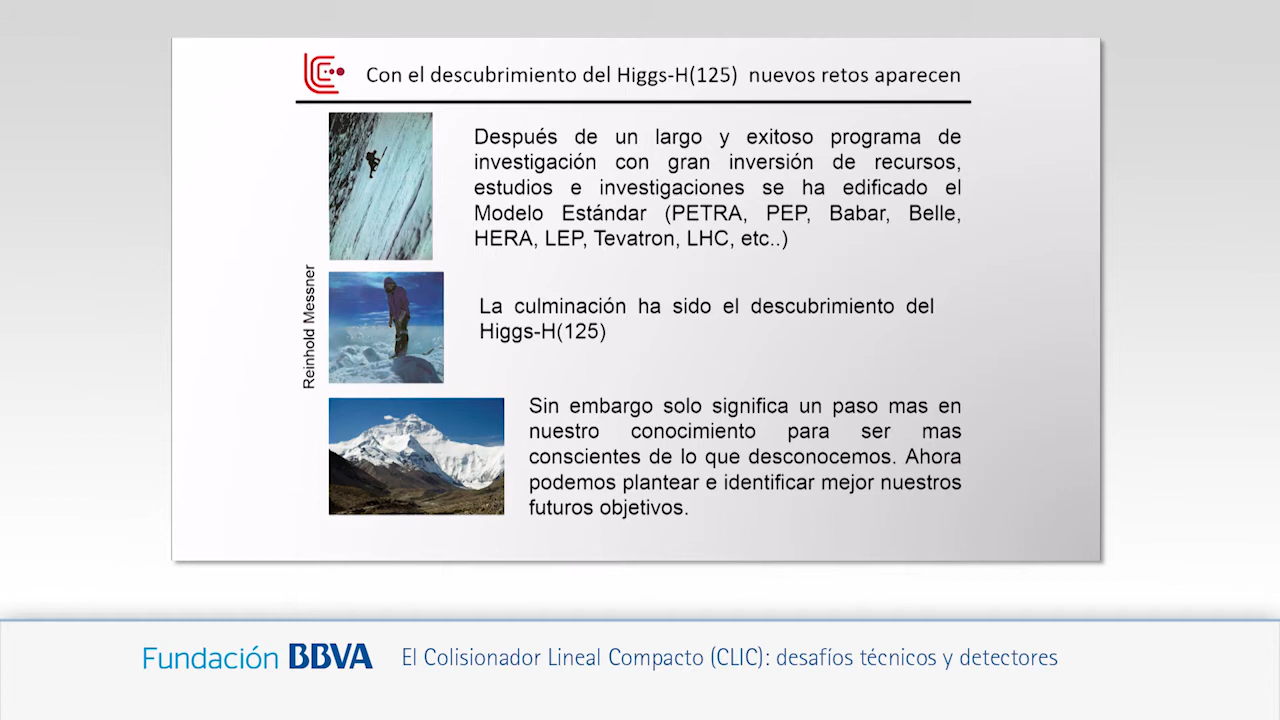 Con el descubrimiento del Higgs-H(125) nuevos retos aparecen
Después de un largo y exitoso programa de
investigación con gran inversión de recursos,
estudios e investigaciones se ha edificado el
Modelo Estándar (PETRA, PEP, Babar, Belle,
HERA, LEP, Tevatron, LHC, etc..)
Reinhold Messner
La culminación ha sido el descubrimiento del
Higgs-H(125)
Sin embargo solo significa un paso mas en
nuestro conocimiento para ser mas
conscientes de lo que desconocemos. Ahora
podemos plantear e identificar mejor nuestros
futuros objetivos.
Fundación BBVA
El Colisionador Lineal Compacto (CLIC): desafíos técnicos y detectores